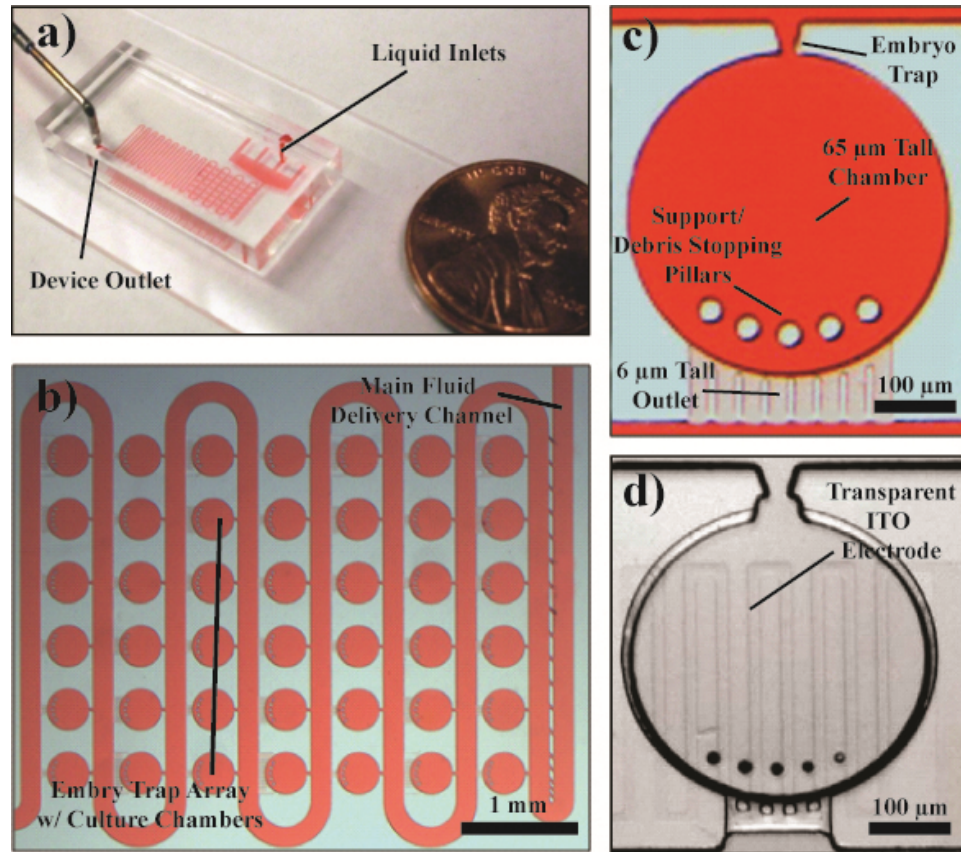 a)
Liquid Inlets
Device Outlet
b)
Main Fluid
Delivery Channel
Embry Trap Array
w/ Culture Chambers
1 mm
c)
Embryo
Trap
65 µm Tall
Chamber
Support/
Debris Stopping
Pillars
6 µm Tall
Outlet
100 µm
d)
Transparent
ITO
Electrode
100 µm